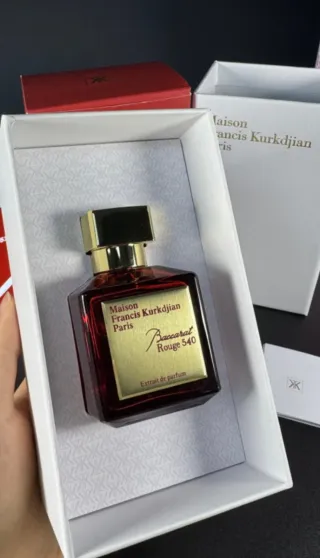 Maison
Francis Kurkdjian
Paris
Maison
Francis Kurkdjian
Paris
Baccarat
Rouge 540
Extrait de parfum